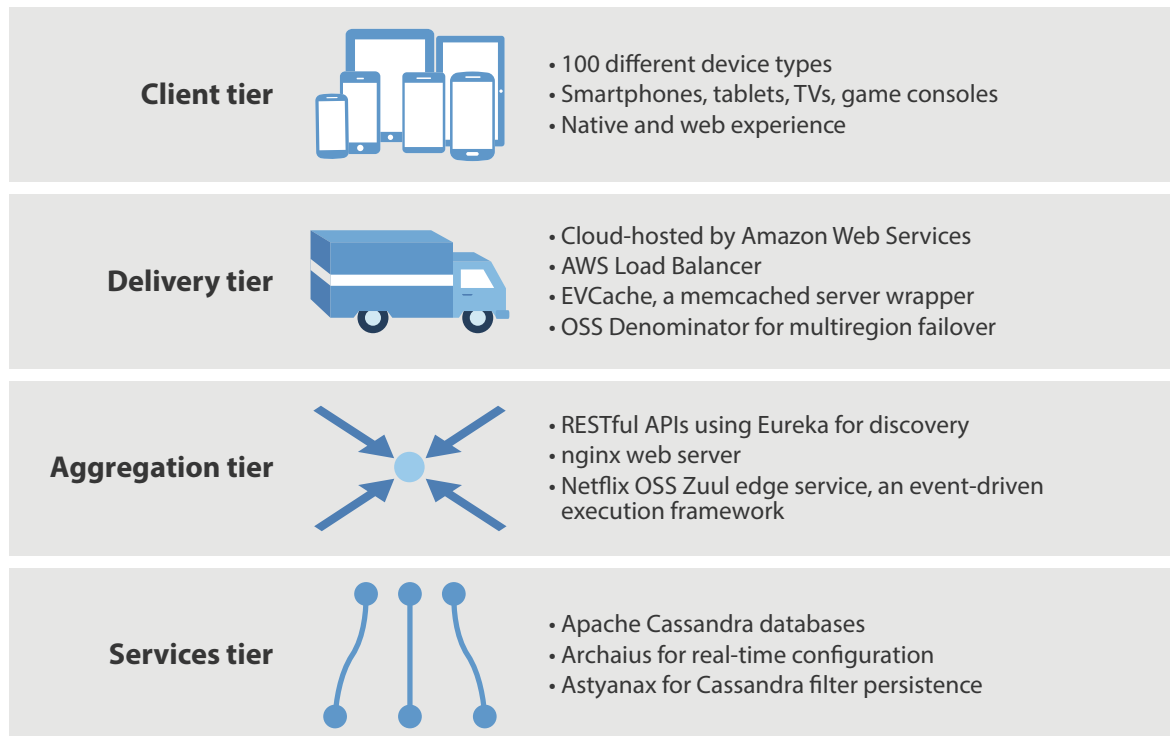 Client tier
• 100 different device types
• Smartphones, tablets, TVs, game consoles
• Native and web experience
Delivery tier
• Cloud-hosted by Amazon Web Services
• AWS Load Balancer
• EVCache, a memcached server wrapper
• OSS Denominator for multiregion failover
Aggregation tier
• RESTful APIs using Eureka for discovery
• nginx web server
• Netflix OSS Zuul edge service, an event-driven
execution framework
Services tier
• Apache Cassandra databases
• Archaius for real-time configuration
• Astyanax for Cassandra filter persistence